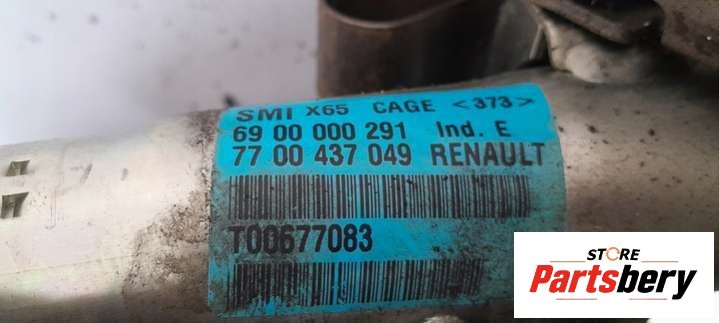 SMI X65 CAGE <373>
69 00 000 291 Ind. E
77 00 437 049 RENAULT
T00677083
STORE
Partsbery